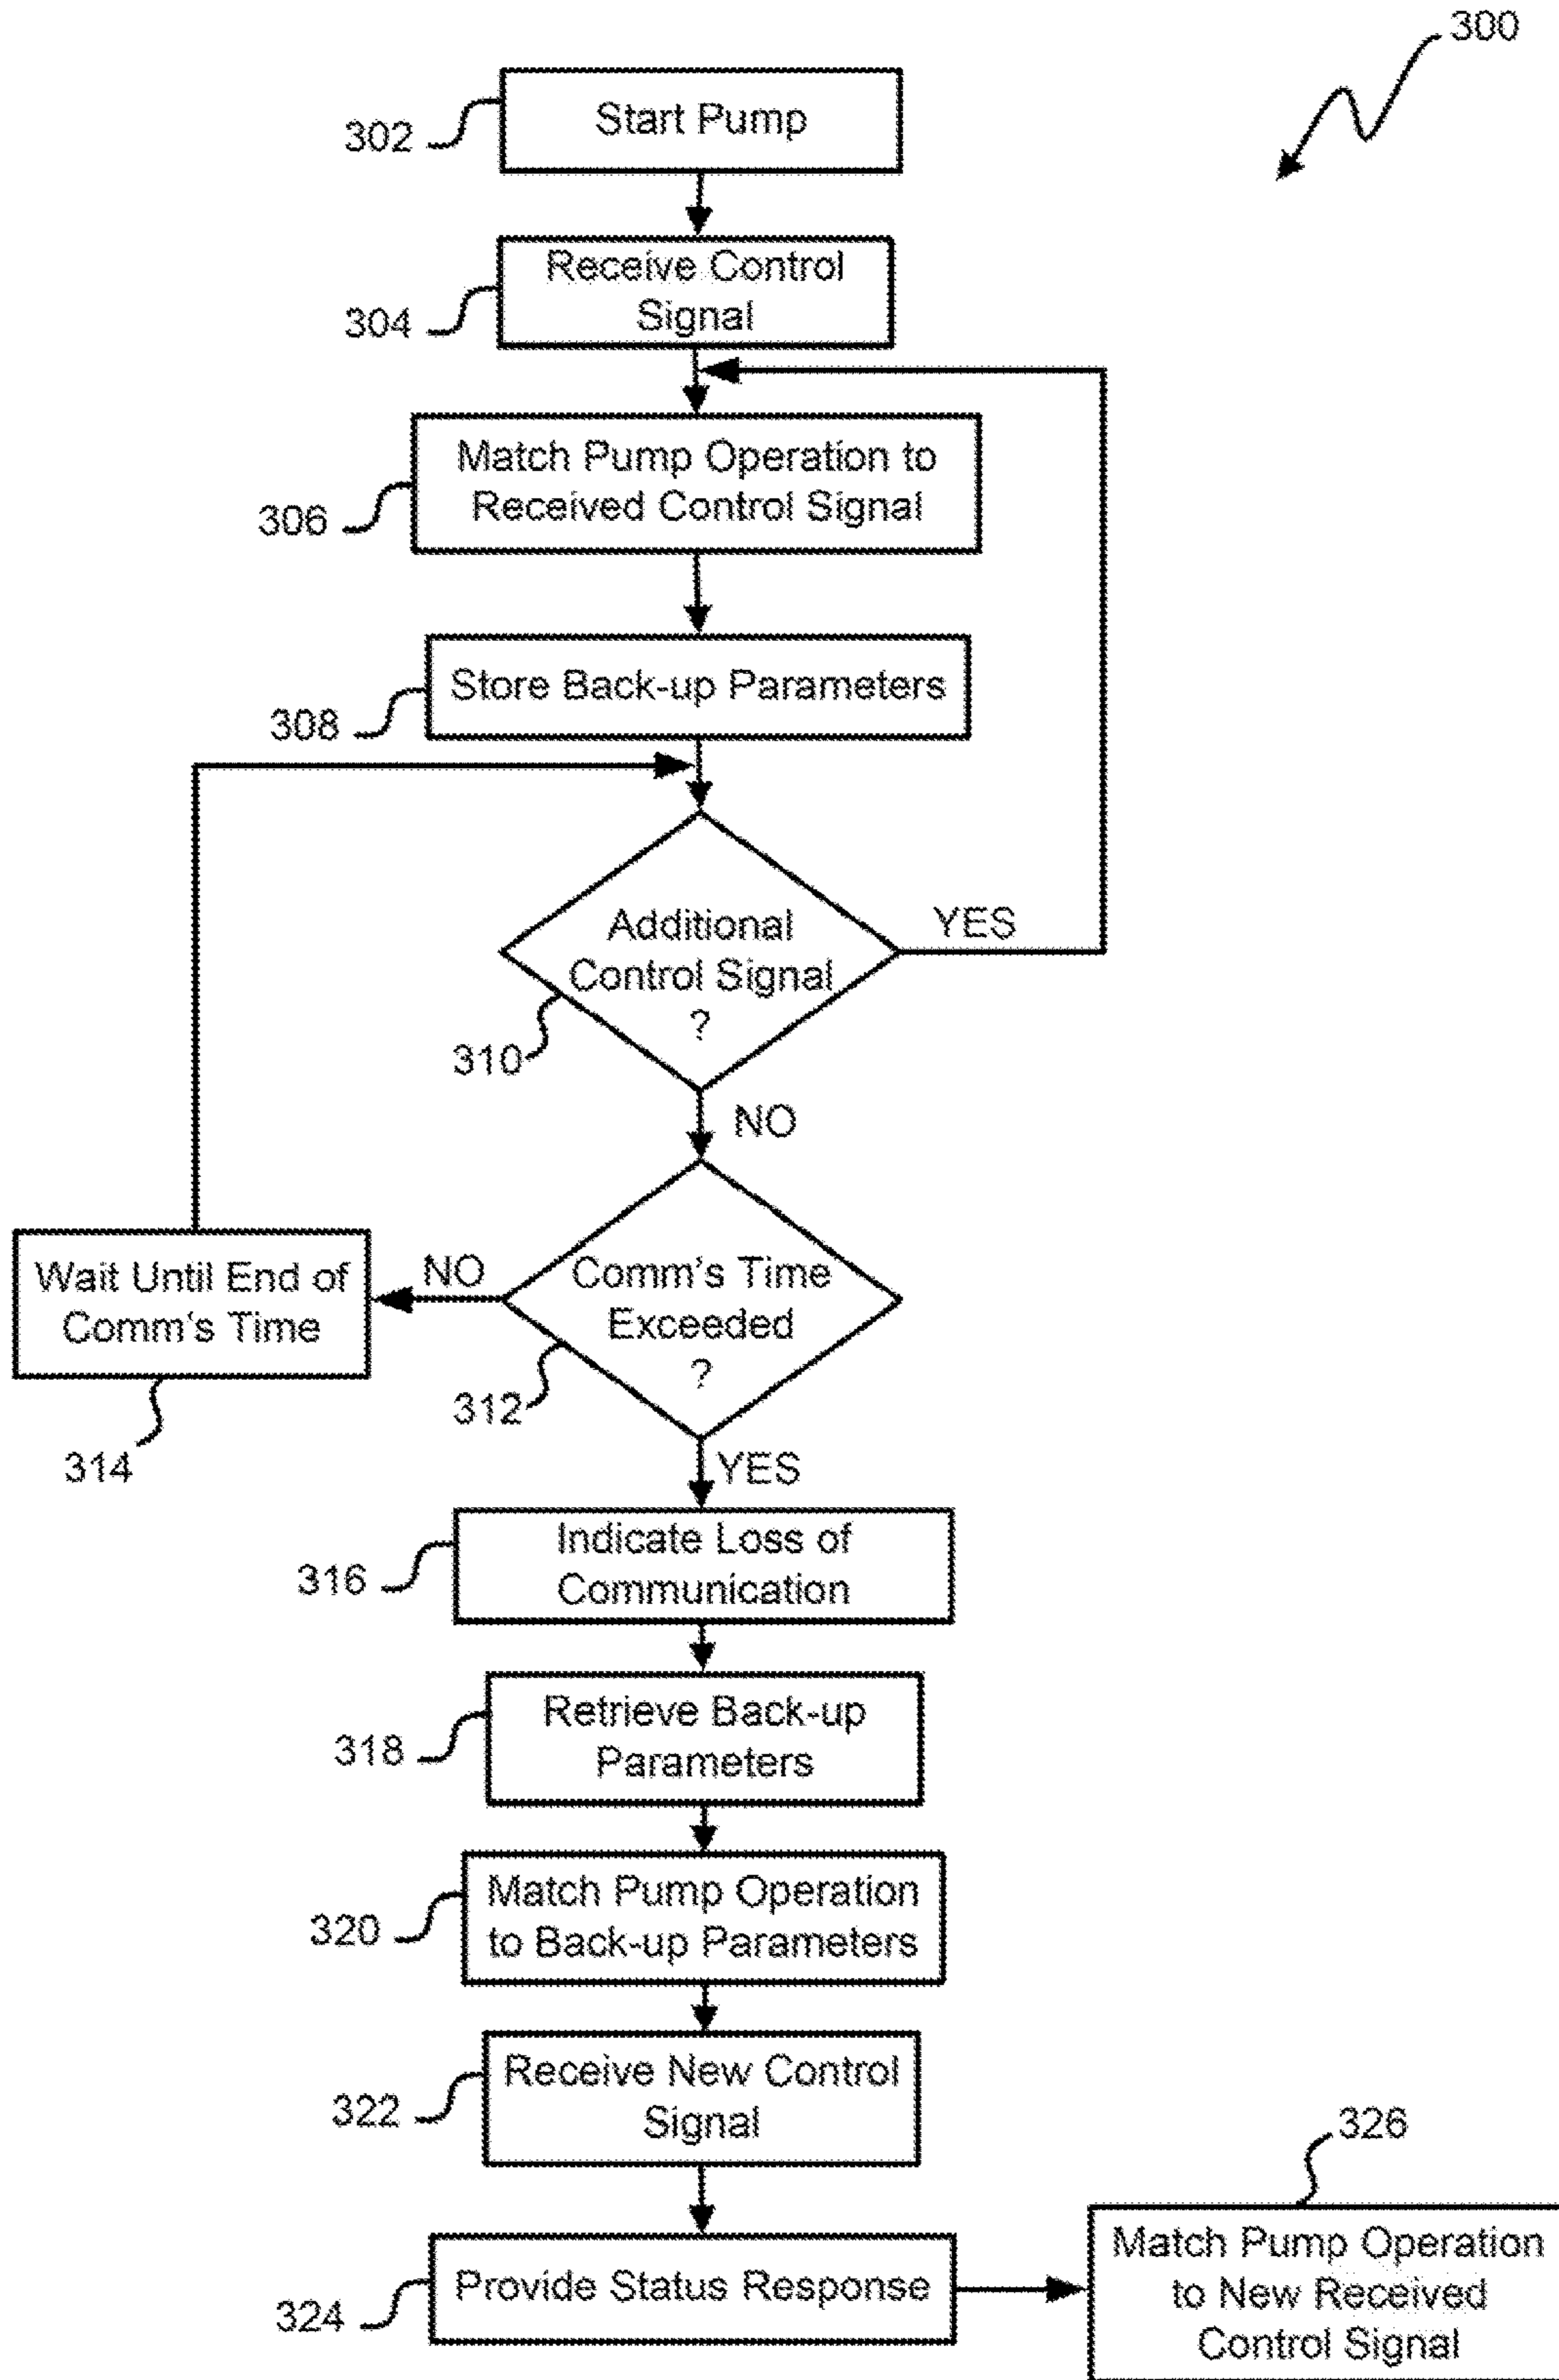 300
Start Pump
302
Receive Control
Signal
304
Match Pump Operation to
Received Control Signal
306
Store Back-up Parameters
308
Additional
Control Signal
?
YES
310
NO
Comm's Time
Exceeded
?
NO
Wait Until End of
Comm's Time
312
314
YES
Indicate Loss of
Communication
316
Retrieve Back-up
Parameters
318
Match Pump Operation
to Back-up Parameters
320
Receive New Control
Signal
322
326
Provide Status Response
324
Match Pump Operation
to New Received
Control Signal